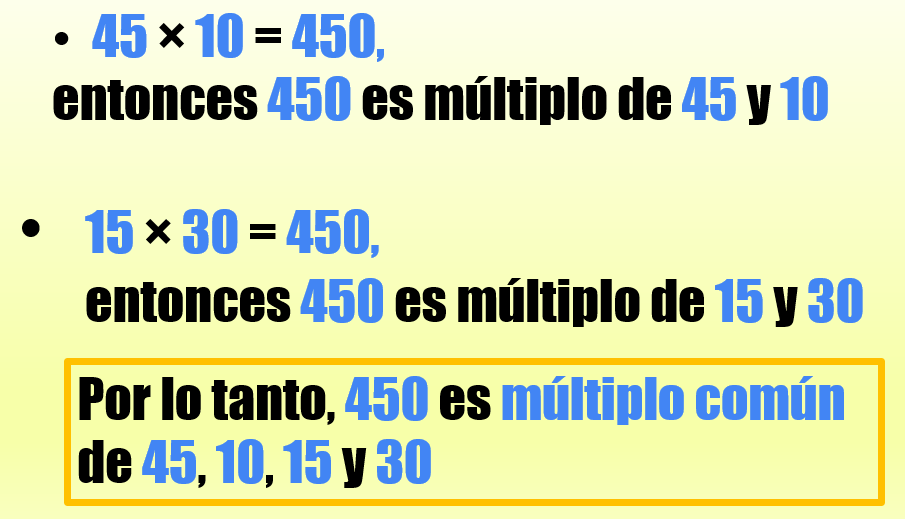 • 45 × 10 = 450,
entonces 450 es múltiplo de 45 y 10
• 15 × 30 = 450,
entonces 450 es múltiplo de 15 y 30
Por lo tanto, 450 es múltiplo común
de 45, 10, 15 y 30